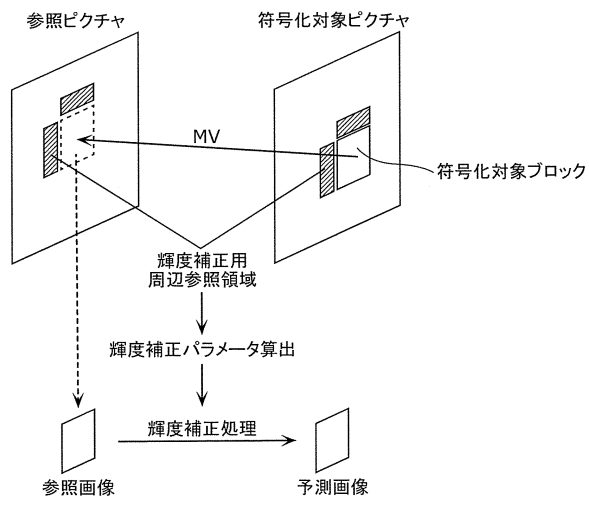 参照ピクチャ
符号化対象ピクチャ
MV
符号化対象ブロック
輝度補正用
周辺参照領域
輝度補正パラメータ算出
輝度補正処理
参照画像
予測画像